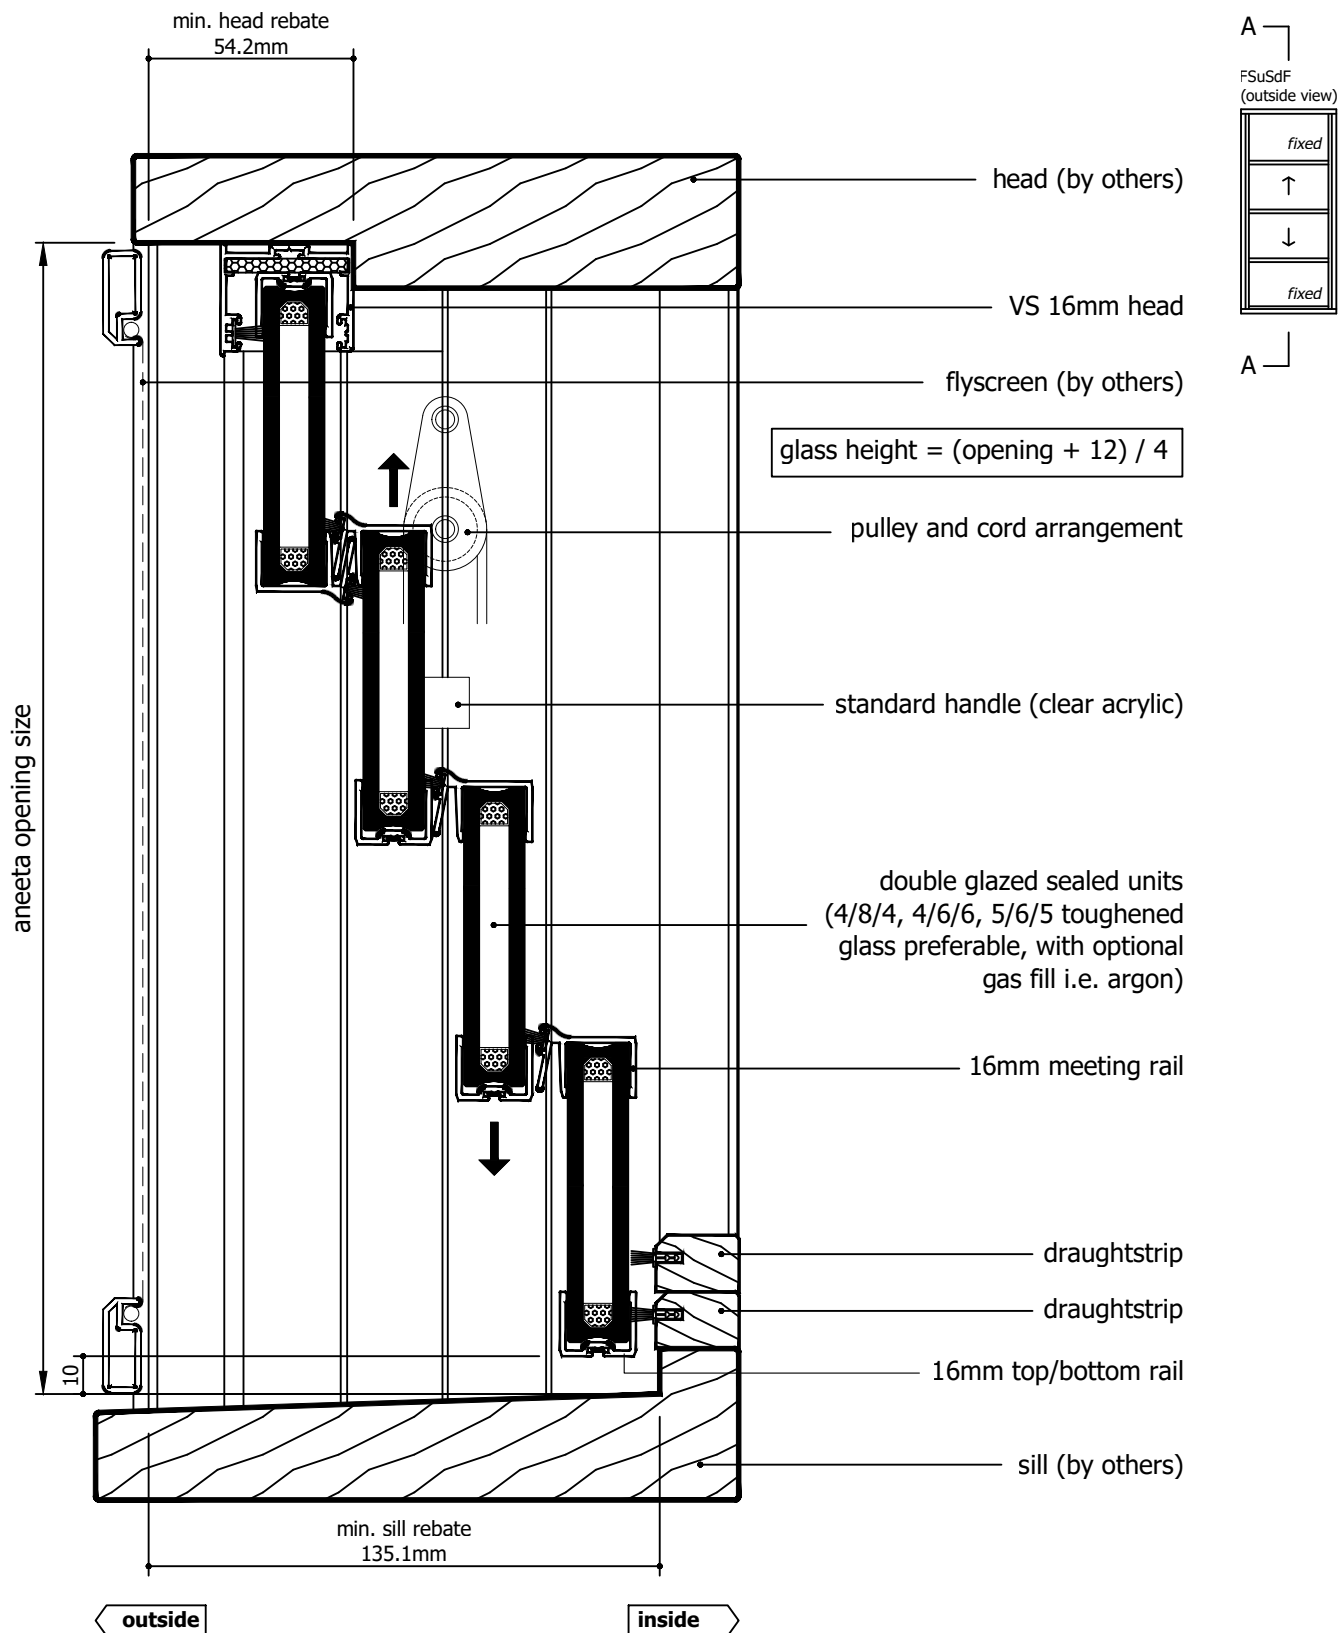 min. head rebate
54.2mm
A
FSuSdF
(outside view)
fixed
↑
↓
fixed
A
head (by others)
VS 16mm head
flyscreen (by others)
glass height = (opening + 12) / 4
pulley and cord arrangement
standard handle (clear acrylic)
aneeta opening size
double glazed sealed units
(4/8/4, 4/6/6, 5/6/5 toughened
glass preferable, with optional
gas fill i.e. argon)
16mm meeting rail
draughtstrip
draughtstrip
10
16mm top/bottom rail
sill (by others)
min. sill rebate
135.1mm
outside
inside